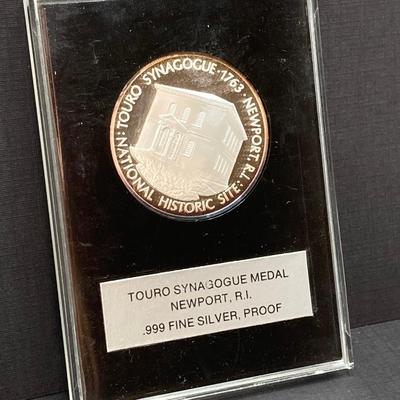 TOURO SYNAGOGUE · 1763 · NEWPORT, R.I.
:NATIONAL HISTORIC SITE:
TOURO SYNAGOGUE MEDAL
NEWPORT, R.I.
.999 FINE SILVER, PROOF